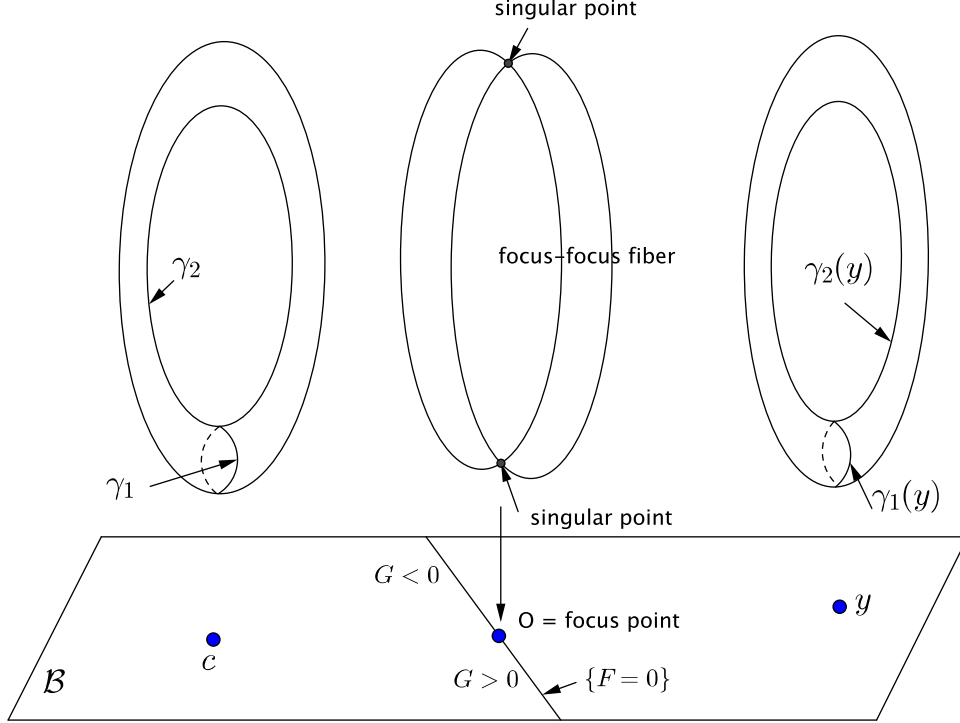 singular point
γ₂
focus–focus fiber
γ₂(y)
γ₁
γ₁(y)
singular point
G < 0
y
O = focus point
c
G > 0
{F = 0}
ℬ